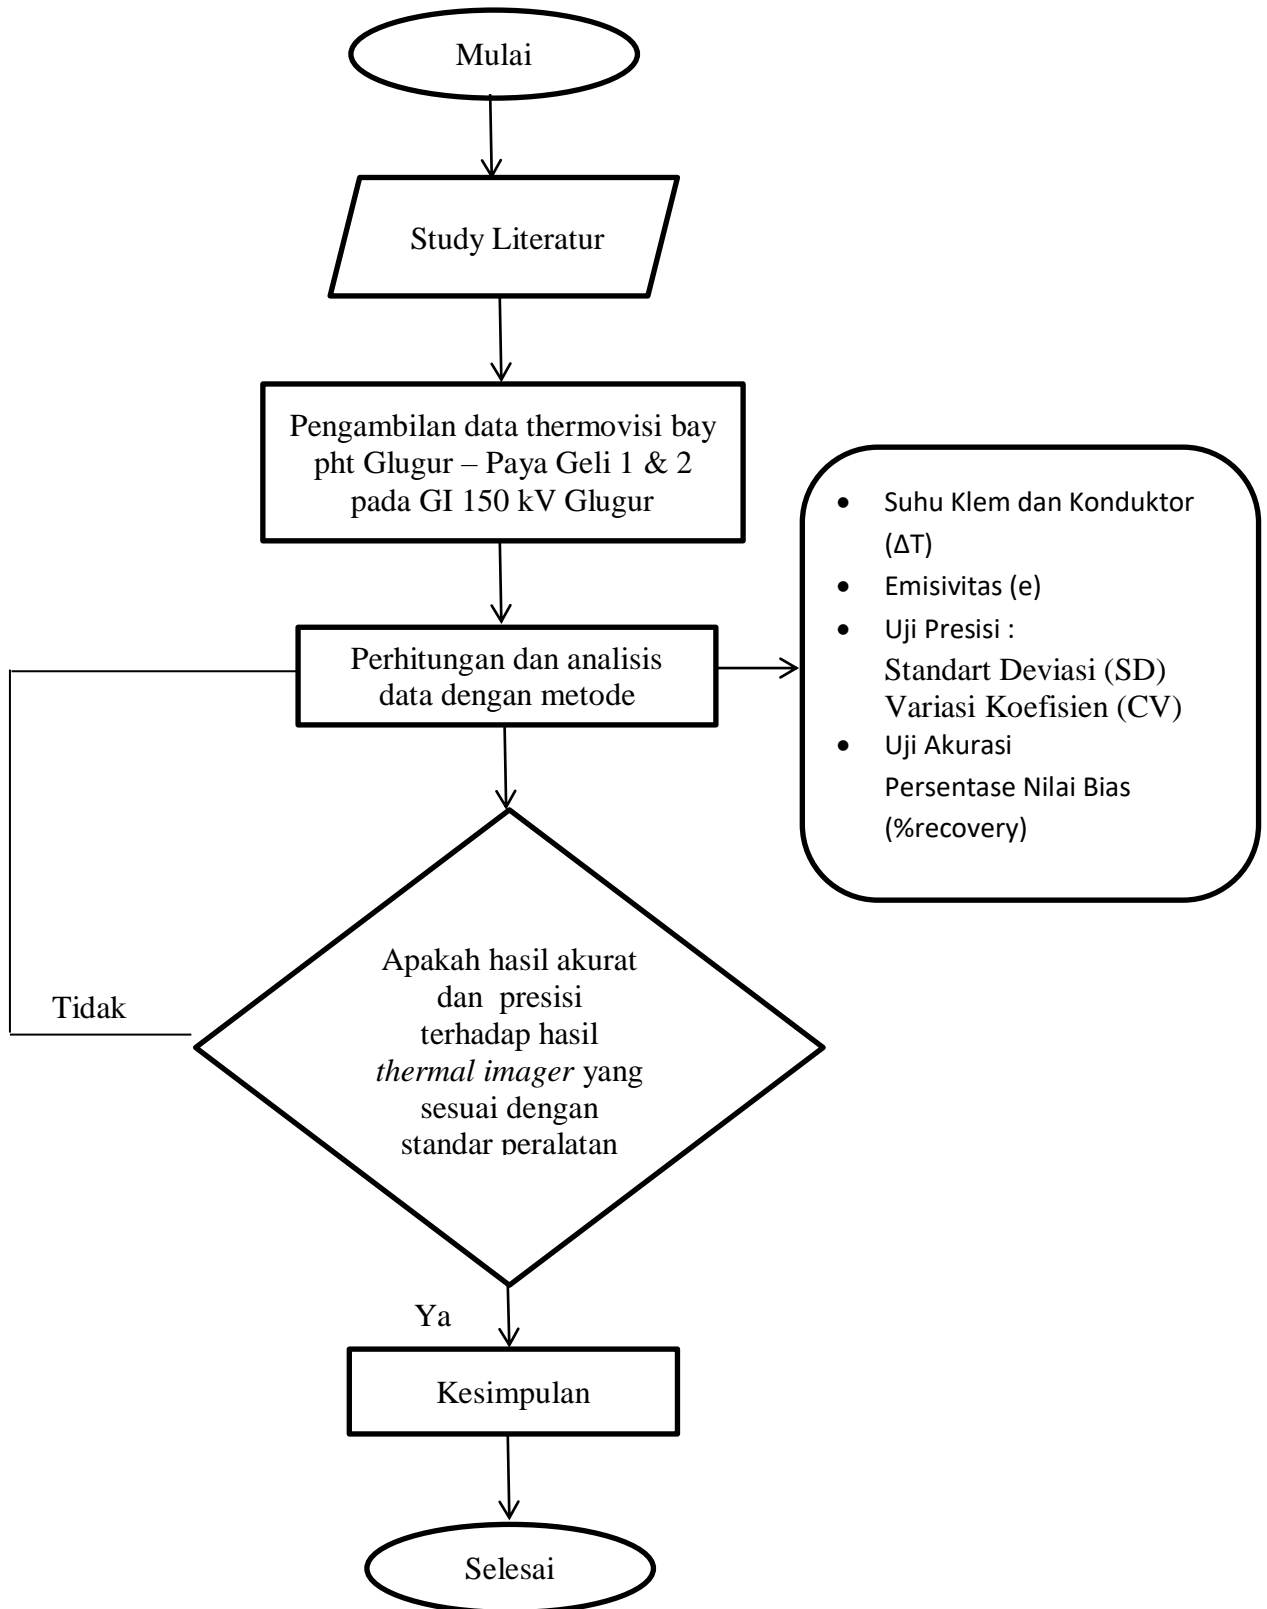 Mulai
Study Literatur
Pengambilan data thermovisi bay
pht Glugur – Paya Geli 1 & 2
pada GI 150 kV Glugur
Perhitungan dan analisis
data dengan metode
• Suhu Klem dan Konduktor
(ΔT)
• Emisivitas (e)
• Uji Presisi :
Standart Deviasi (SD)
Variasi Koefisien (CV)
• Uji Akurasi
Persentase Nilai Bias
(%recovery)
Apakah hasil akurat
dan presisi
terhadap hasil
thermal imager yang
sesuai dengan
standar peralatan
Tidak
Ya
Kesimpulan
Selesai